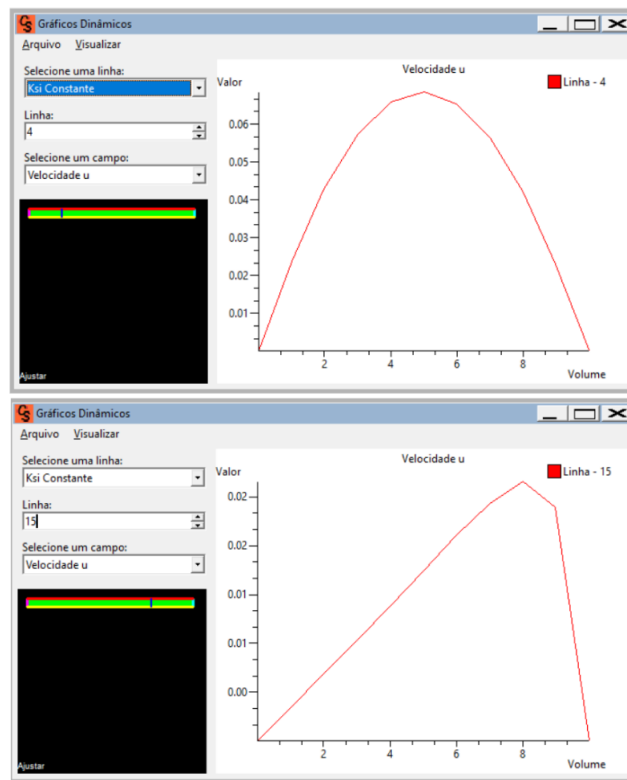 Gráficos Dinâmicos
Arquivo Visualizar
Selecione uma linha:
Ksi Constante
Linha:
4
Selecione um campo:
Velocidade u
Ajustar
Velocidade u
Valor
Linha - 4
0.06
0.05
0.04
0.03
0.02
0.01
2 4 6 8
Volume
Gráficos Dinâmicos
Arquivo Visualizar
Selecione uma linha:
Ksi Constante
Linha:
15
Selecione um campo:
Velocidade u
Ajustar
Velocidade u
Valor
Linha - 15
0.02
0.02
0.01
0.01
0.00
2 4 6 8
Volume